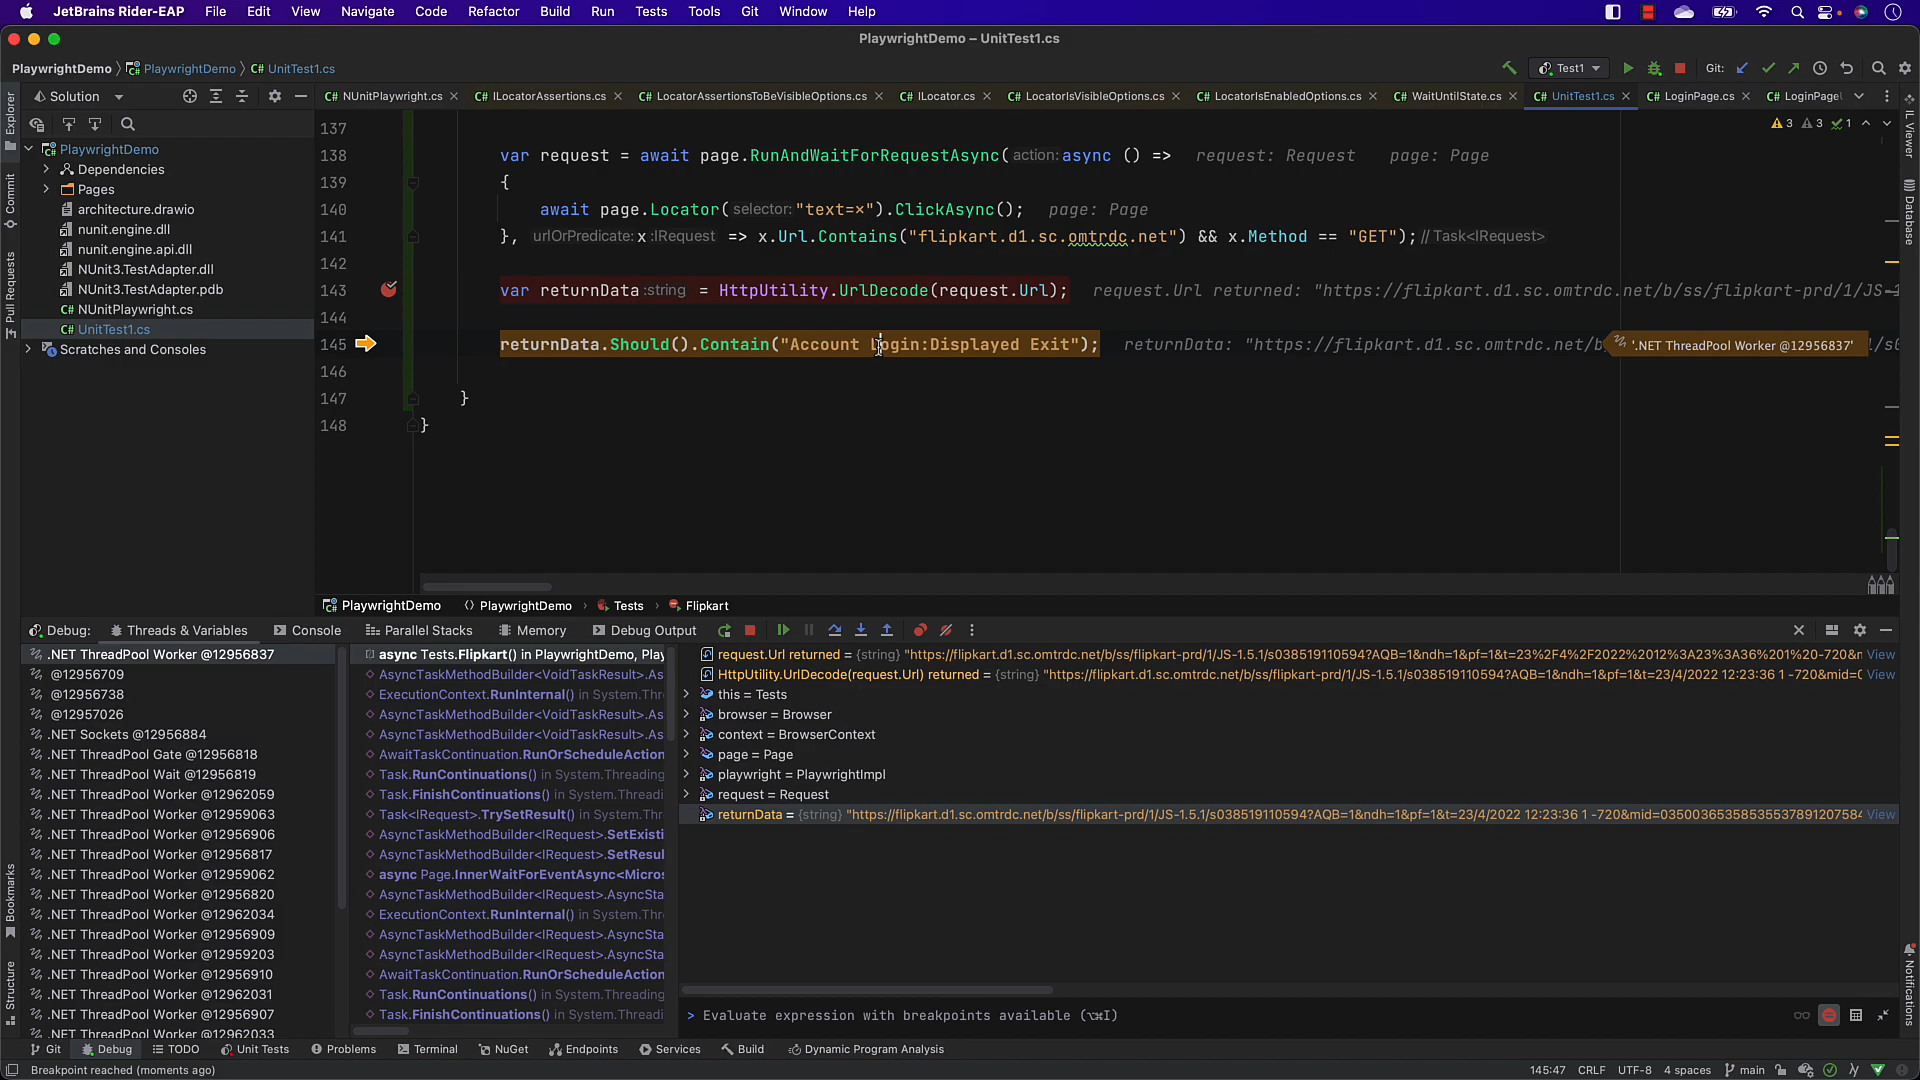 JetBrains Rider-EAP File Edit View Navigate Code Refactor Build Run Tests Tools Git Window Help
PlaywrightDemo – UnitTest1.cs
PlaywrightDemo PlaywrightDemo UnitTest1.cs Test1 Git:
Solution NUnitPlaywright.cs ILocatorAssertions.cs LocatorAssertionsToBeVisibleOptions.cs ILocator.cs LocatorIsVisibleOptions.cs LocatorIsEnabledOptions.cs WaitUntilState.cs UnitTest1.cs LoginPage.cs LoginPage
Explorer
Commit
Pull Requests
Bookmarks
Structure
IL Viewer
Database
Notifications
PlaywrightDemo
Dependencies
Pages
architecture.drawio
nunit.engine.dll
nunit.engine.api.dll
NUnit3.TestAdapter.dll
NUnit3.TestAdapter.pdb
NUnitPlaywright.cs
UnitTest1.cs
Scratches and Consoles
3 3 1
137
138 var request = await page.RunAndWaitForRequestAsync( action: async () => request: Request page: Page
139 {
140 await page.Locator( selector: "text=×").ClickAsync(); page: Page
141 }, urlOrPredicate: x :IRequest => x.Url.Contains("flipkart.d1.sc.omtrdc.net") && x.Method == "GET"); // Task<IRequest>
142
143 var returnData :string = HttpUtility.UrlDecode(request.Url); request.Url returned: "https://flipkart.d1.sc.omtrdc.net/b/ss/flipkart-prd/1/JS-1
144
145 returnData.Should().Contain("Account Login:Displayed Exit"); returnData: "https://flipkart.d1.sc.omtrdc.net/b '.NET ThreadPool Worker @12956837'
146
147 }
148 }
PlaywrightDemo PlaywrightDemo Tests Flipkart
Debug: Threads & Variables Console Parallel Stacks Memory Debug Output
.NET ThreadPool Worker @12956837
@12956709
@12956738
@12957026
.NET Sockets @12956884
.NET ThreadPool Gate @12956818
.NET ThreadPool Wait @12956819
.NET ThreadPool Worker @12962059
.NET ThreadPool Worker @12959063
.NET ThreadPool Worker @12956906
.NET ThreadPool Worker @12956817
.NET ThreadPool Worker @12959062
.NET ThreadPool Worker @12956820
.NET ThreadPool Worker @12962034
.NET ThreadPool Worker @12956909
.NET ThreadPool Worker @12959203
.NET ThreadPool Worker @12956910
.NET ThreadPool Worker @12962031
.NET ThreadPool Worker @12956907
.NET ThreadPool Worker @12962033
async Tests.Flipkart() in PlaywrightDemo, Play
AsyncTaskMethodBuilder<VoidTaskResult>.As
ExecutionContext.RunInternal() in System.Thre
AsyncTaskMethodBuilder<VoidTaskResult>.As
AsyncTaskMethodBuilder<VoidTaskResult>.As
AwaitTaskContinuation.RunOrScheduleAction
Task.RunContinuations() in System.Threading
Task.FinishContinuations() in System.Threadi
Task<IRequest>.TrySetResult() in System.Thre
AsyncTaskMethodBuilder<IRequest>.SetExisti
AsyncTaskMethodBuilder<IRequest>.SetResul
async Page.InnerWaitForEventAsync<Micros
AsyncTaskMethodBuilder<IRequest>.AsyncSta
ExecutionContext.RunInternal() in System.Thre
AsyncTaskMethodBuilder<IRequest>.AsyncSta
AsyncTaskMethodBuilder<IRequest>.AsyncSta
AwaitTaskContinuation.RunOrScheduleAction
Task.RunContinuations() in System.Threading
Task.FinishContinuations() in System.Threadi
request.Url returned = {string} "https://flipkart.d1.sc.omtrdc.net/b/ss/flipkart-prd/1/JS-1.5.1/s038519110594?AQB=1&ndh=1&pf=1&t=23%2F4%2F2022%2012%3A23%3A36%201%20-720&m View
HttpUtility.UrlDecode(request.Url) returned = {string} "https://flipkart.d1.sc.omtrdc.net/b/ss/flipkart-prd/1/JS-1.5.1/s038519110594?AQB=1&ndh=1&pf=1&t=23/4/2022 12:23:36 1 -720&mid=0 View
this = Tests
browser = Browser
context = BrowserContext
page = Page
playwright = PlaywrightImpl
request = Request
returnData = {string} "https://flipkart.d1.sc.omtrdc.net/b/ss/flipkart-prd/1/JS-1.5.1/s038519110594?AQB=1&ndh=1&pf=1&t=23/4/2022 12:23:36 1 -720&mid=03500365358535537891207584 View
> Evaluate expression with breakpoints available (⌥⌘I)
Git Debug TODO Unit Tests Problems Terminal NuGet Endpoints Services Build Dynamic Program Analysis
Breakpoint reached (moments ago) 145:47 CRLF UTF-8 4 spaces main